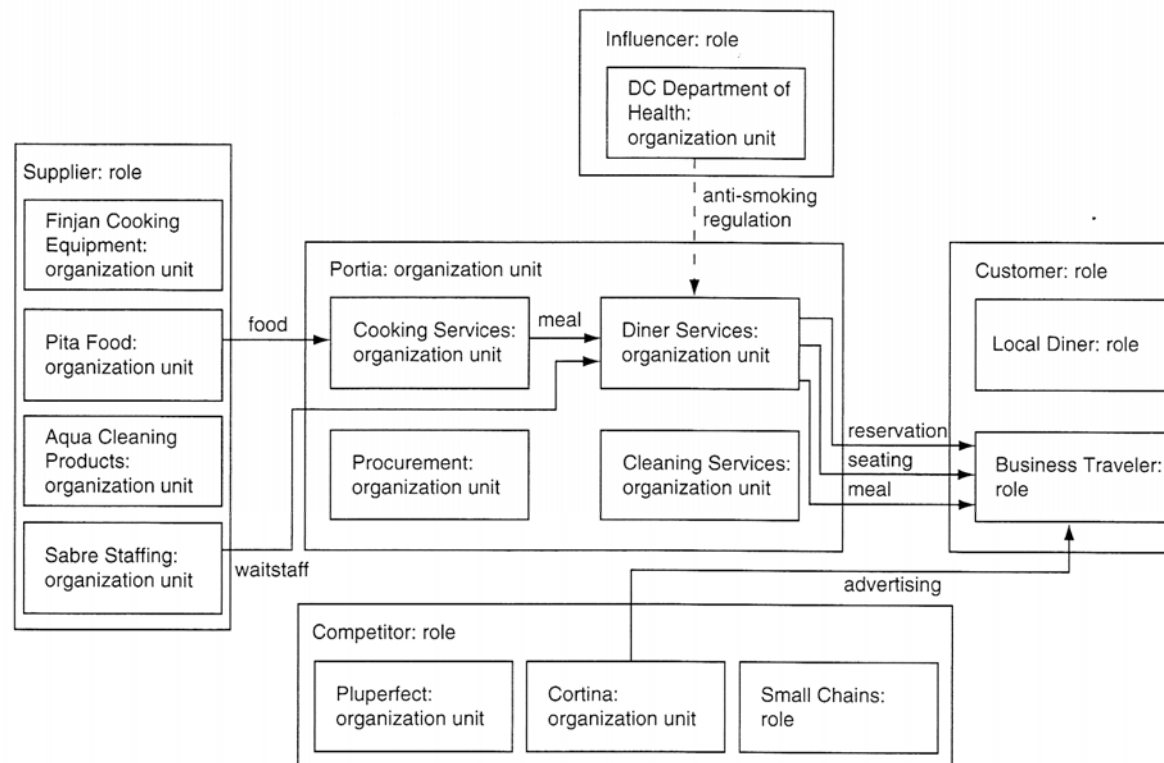 Influencer: role
DC Department of
Health:
organization unit
anti-smoking
regulation
Supplier: role
Finjan Cooking
Equipment:
organization unit
Pita Food:
organization unit
Aqua Cleaning
Products:
organization unit
Sabre Staffing:
organization unit
food
waitstaff
Portia: organization unit
Cooking Services:
organization unit
meal
Diner Services:
organization unit
Procurement:
organization unit
Cleaning Services:
organization unit
reservation
seating
meal
Customer: role
Local Diner: role
Business Traveler:
role
advertising
Competitor: role
Pluperfect:
organization unit
Cortina:
organization unit
Small Chains:
role